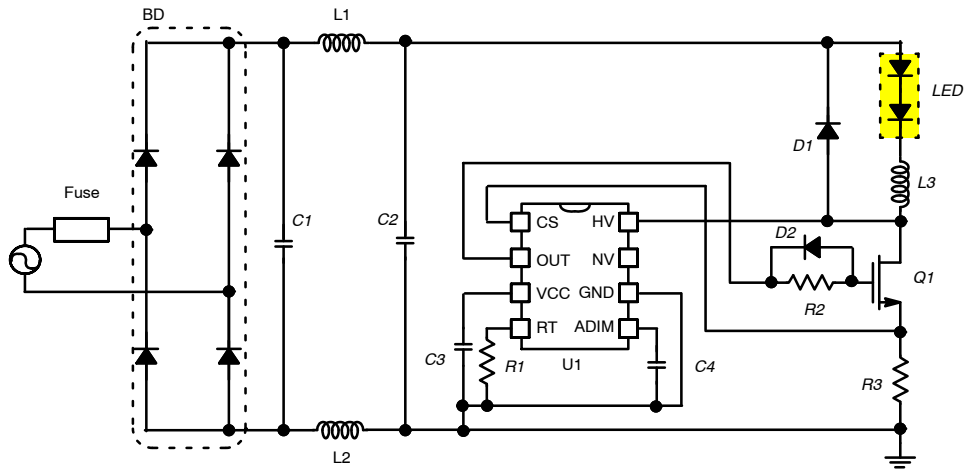 BD
L1
LED
D1
L3
Fuse
C1
C2
CS
HV
D2
OUT
NV
Q1
VCC
GND
R2
RT
ADIM
C3
R1
U1
C4
R3
L2